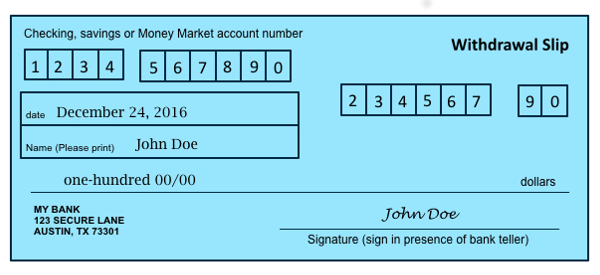 Checking, savings or Money Market account number
Withdrawal Slip
1 2 3 4 5 6 7 8 9 0
2 3 4 5 6 7 9 0
date December 24, 2016
Name (Please print) John Doe
one-hundred 00/00 dollars
MY BANK
123 SECURE LANE
AUSTIN, TX 73301
John Doe
Signature (sign in presence of bank teller)